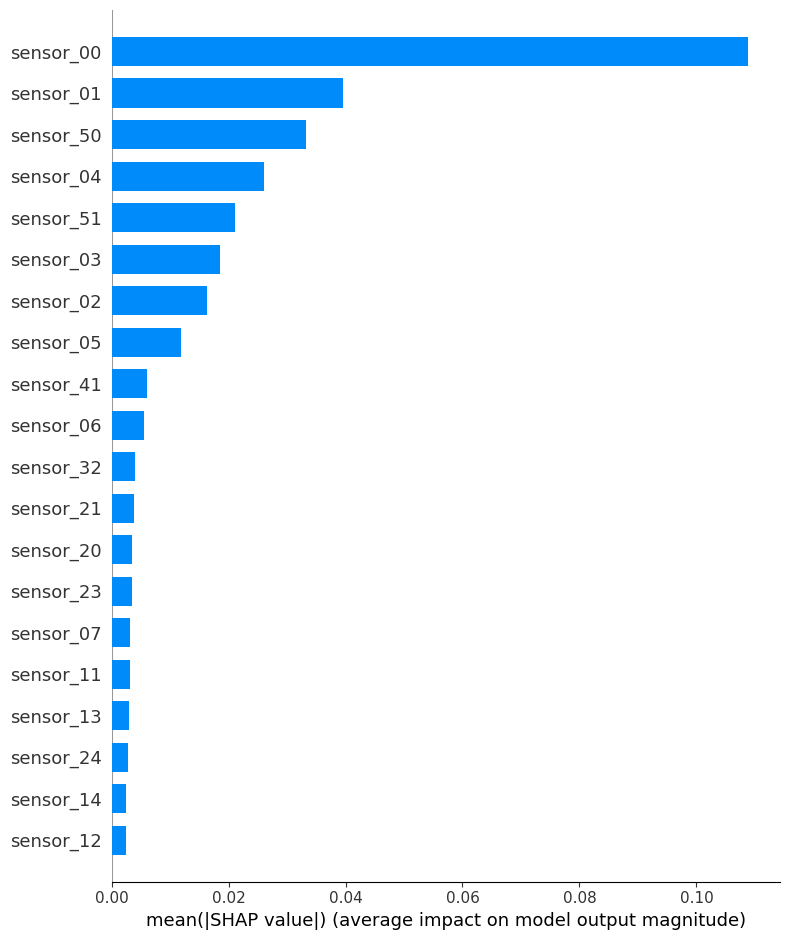 sensor_00
sensor_01
sensor_50
sensor_04
sensor_51
sensor_03
sensor_02
sensor_05
sensor_41
sensor_06
sensor_32
sensor_21
sensor_20
sensor_23
sensor_07
sensor_11
sensor_13
sensor_24
sensor_14
sensor_12
0.00 0.02 0.04 0.06 0.08 0.10
mean(|SHAP value|) (average impact on model output magnitude)